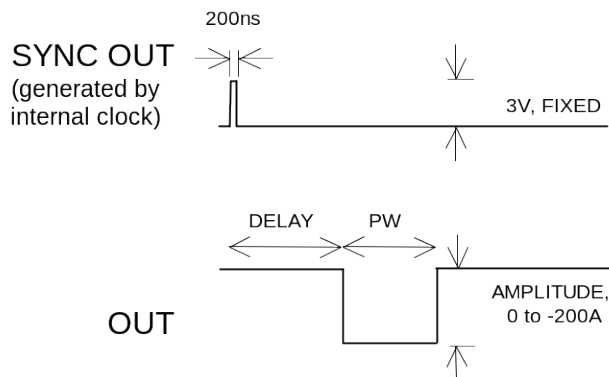 200ns
SYNC OUT
(generated by
internal clock)
3V, FIXED
DELAY
PW
AMPLITUDE,
0 to -200A
OUT